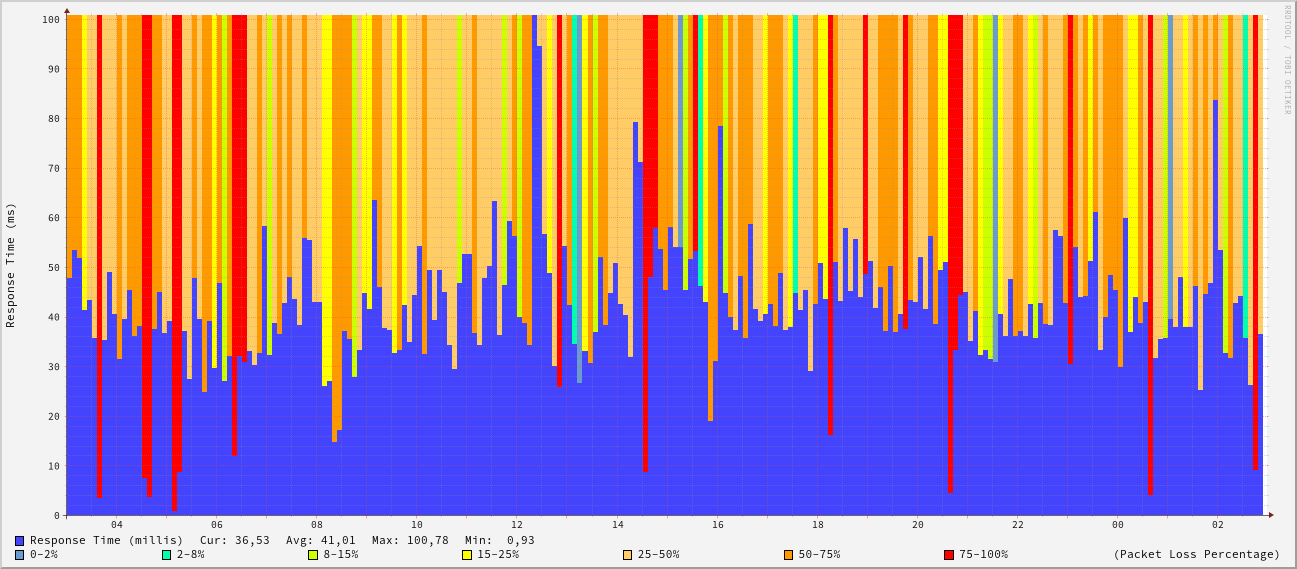 RRDTOOL / TOBI OETIKER
Response Time (ms)
100
90
80
70
60
50
40
30
20
10
0
04 06 08 10 12 14 16 18 20 22 00 02
Response Time (millis) Cur: 36,53 Avg: 41,01 Max: 100,78 Min: 0,93
0-2% 2-8% 8-15% 15-25% 25-50% 50-75% 75-100% (Packet Loss Percentage)